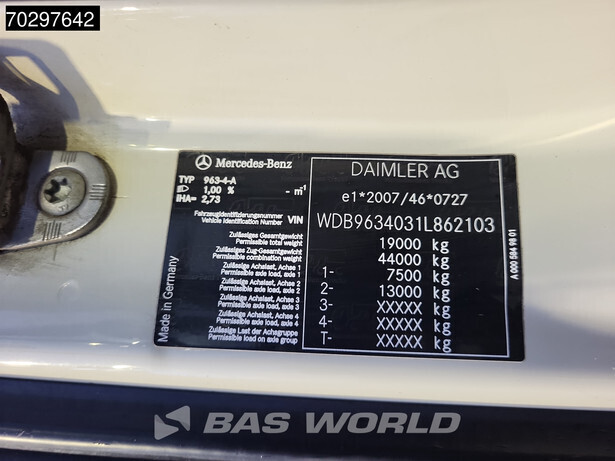 70297642
Mercedes-Benz
TYP 963-4-A
1,00 % - m-1
IHA= 2,73
DAIMLER AG
e1*2007/46*0727
Fahrzeugidentifizierungsnummer
Vehicle Identification Number VIN WDB9634031L862103
Zulässiges Gesamtgewicht
Permissible total weight 19000 kg
Zulässiges Zug-Gesamtgewicht
Permissible combination weight 44000 kg
Zulässige Achslast, Achse 1
Permissible axle load, axle 1 1- 7500 kg
Zulässige Achslast, Achse 2
Permissible axle load, axle 2 2- 13000 kg
Zulässige Achslast, Achse 3
Permissible axle load, axle 3 3- XXXXX kg
Zulässige Achslast, Achse 4
Permissible axle load, axle 4 4- XXXXX kg
Zulässige Last der Achsgruppe
Permissible load on axle group T- XXXXX kg
Made in Germany
A 000 584 98 01
BAS WORLD